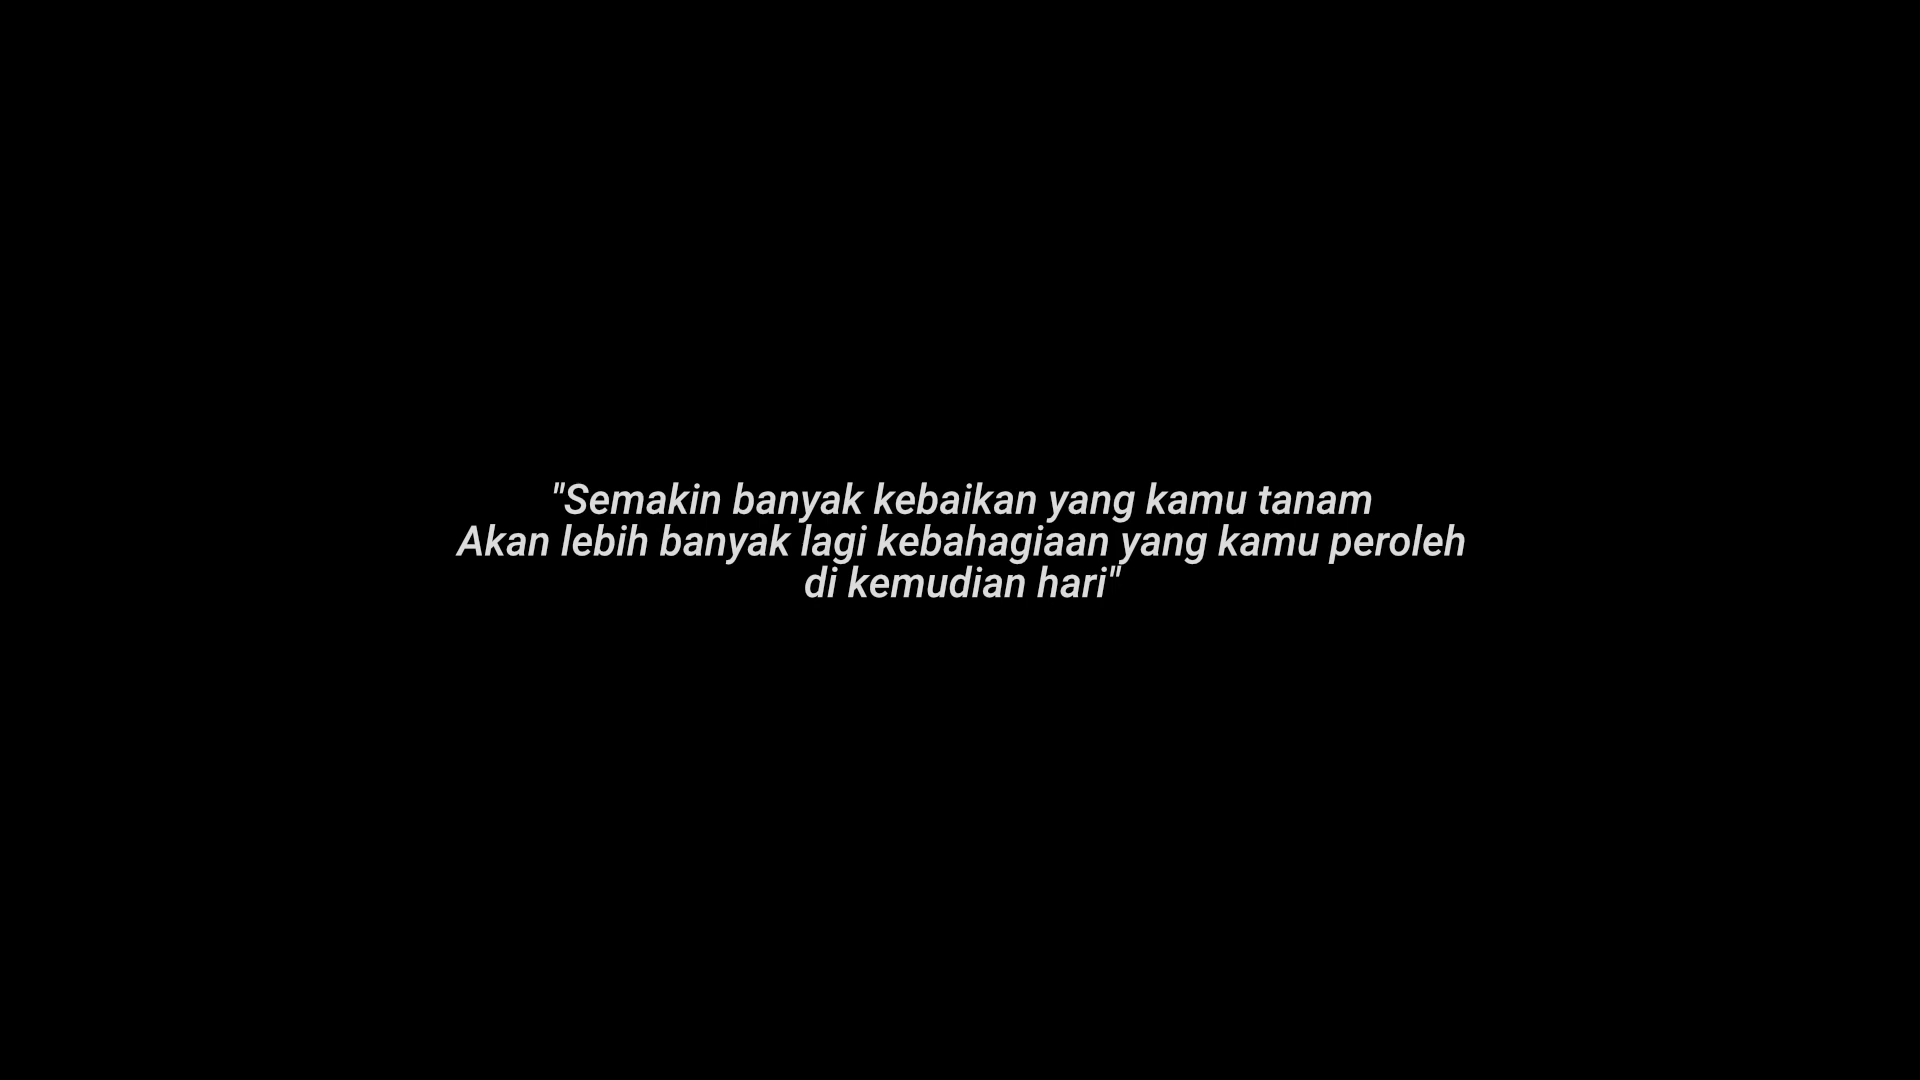 "Semakin banyak kebaikan yang kamu tanam
Akan lebih banyak lagi kebahagiaan yang kamu peroleh
di kemudian hari"